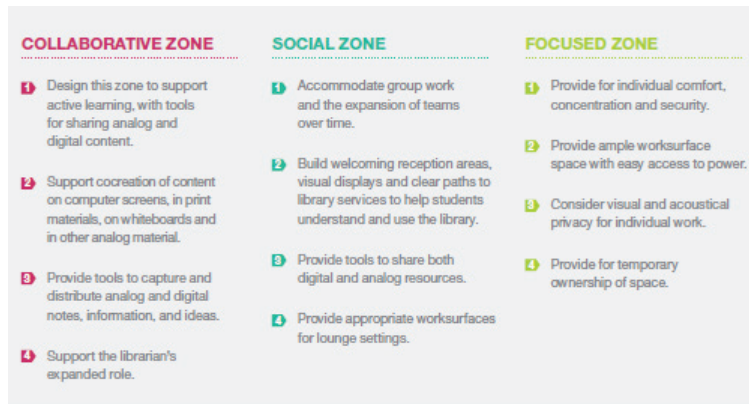 COLLABORATIVE ZONE
1 Design this zone to support
active learning, with tools
for sharing analog and
digital content.
2 Support cocreation of content
on computer screens, in print
materials, on whiteboards and
in other analog material.
3 Provide tools to capture and
distribute analog and digital
notes, information, and ideas.
4 Support the librarian's
expanded role.
SOCIAL ZONE
1 Accommodate group work
and the expansion of teams
over time.
2 Build welcoming reception areas,
visual displays and clear paths to
library services to help students
understand and use the library.
3 Provide tools to share both
digital and analog resources.
4 Provide appropriate worksurfaces
for lounge settings.
FOCUSED ZONE
1 Provide for individual comfort,
concentration and security.
2 Provide ample worksurface
space with easy access to power.
3 Consider visual and acoustical
privacy for individual work.
4 Provide for temporary
ownership of space.